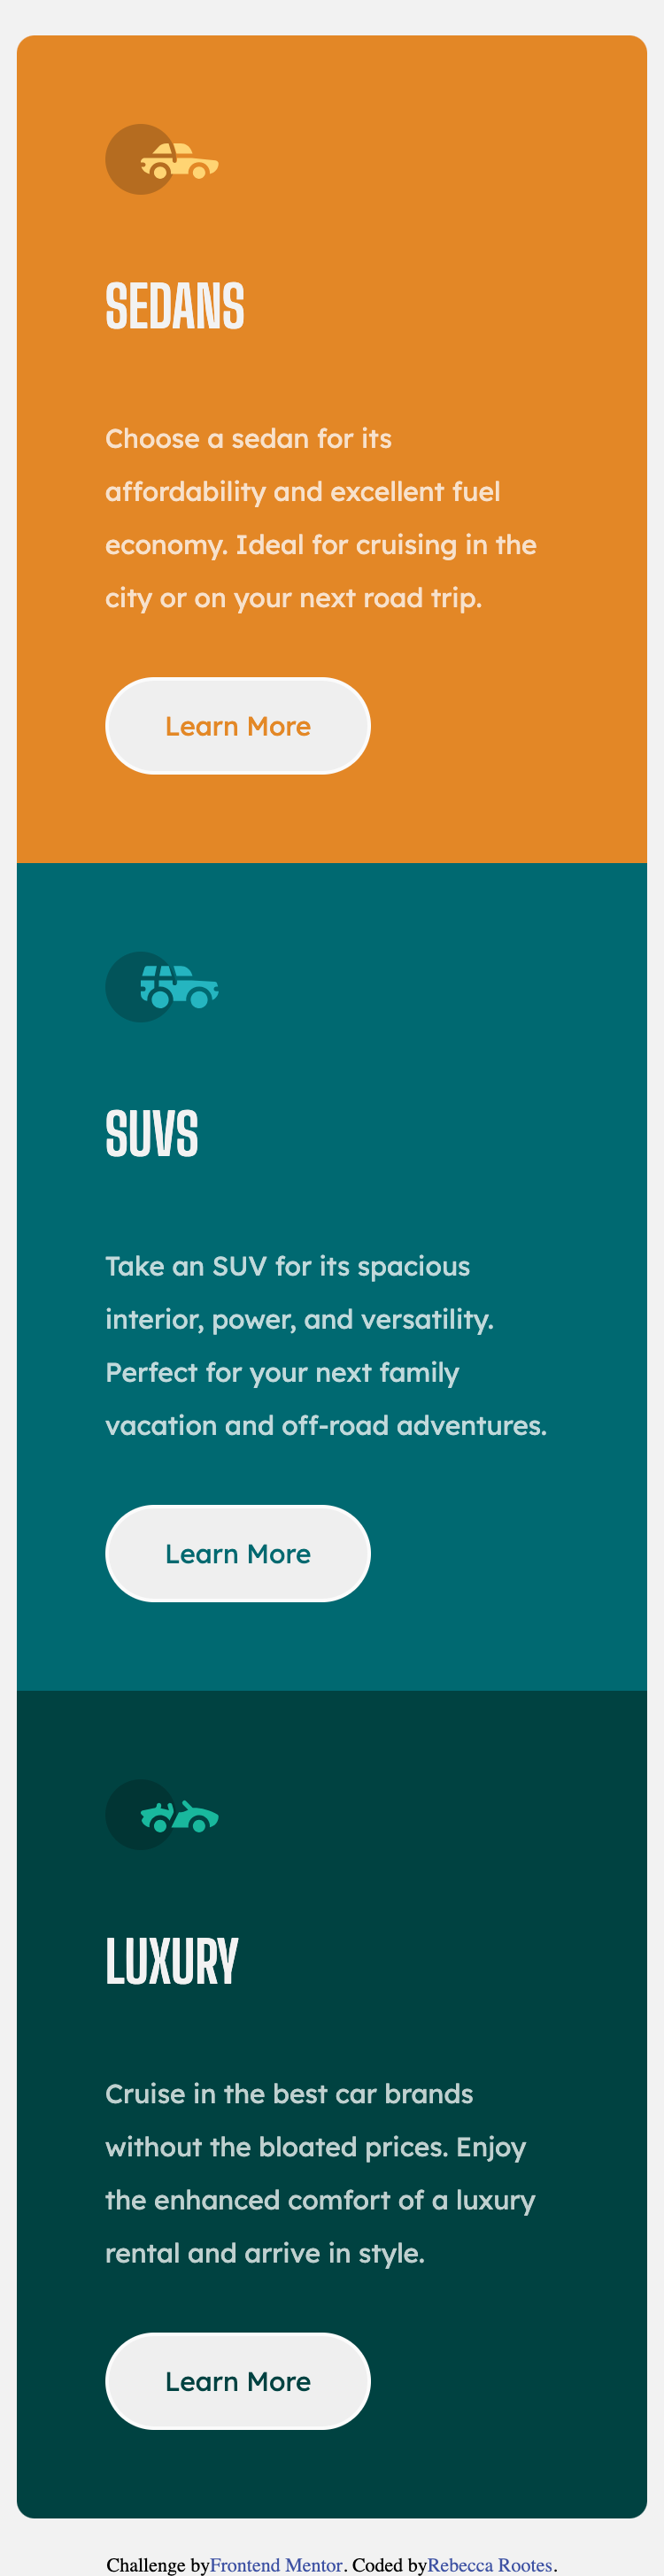 SEDANS
Choose a sedan for its
affordability and excellent fuel
economy. Ideal for cruising in the
city or on your next road trip.
Learn More
SUVS
Take an SUV for its spacious
interior, power, and versatility.
Perfect for your next family
vacation and off-road adventures.
Learn More
LUXURY
Cruise in the best car brands
without the bloated prices. Enjoy
the enhanced comfort of a luxury
rental and arrive in style.
Learn More
Challenge byFrontend Mentor. Coded byRebecca Rootes.